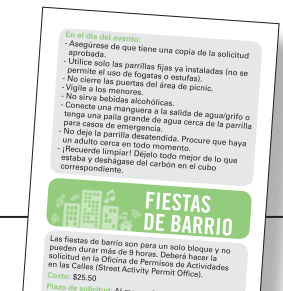 En el día del evento:
- Asegúrese de que tiene una copia de la solicitud
aprobada.
- Utilice solo las parrillas fijas ya instaladas (no se
permite el uso de fogatas o estufas).
- No cierre las puertas del área de picnic.
- Vigile a los menores.
- No sirva bebidas alcohólicas.
- Conecte una manguera a la salida de agua/grifo o
tenga una paila grande de agua cerca de la parrilla
para casos de emergencia.
- No deje la parrilla desatendida. Procure que haya
un adulto cerca en todo momento.
- ¡Recuerde limpiar! Déjelo todo mejor de lo que
estaba y deshágase del carbón en el cubo
correspondiente.
FIESTAS
DE BARRIO
Las fiestas de barrio son para un solo bloque y no
pueden durar más de 9 horas. Deberá hacer la
solicitud en la Oficina de Permisos de Actividades
en las Calles (Street Activity Permit Office).
Costo: $25.50
Plazo de solicitud: Al